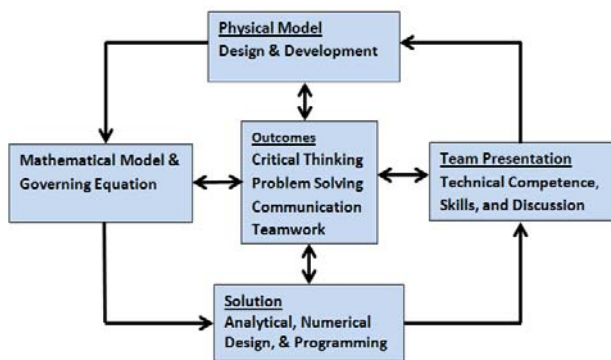 Physical Model
Design & Development
Mathematical Model &
Governing Equation
Outcomes
Critical Thinking
Problem Solving
Communication
Teamwork
Team Presentation
Technical Competence,
Skills, and Discussion
Solution
Analytical, Numerical
Design, & Programming